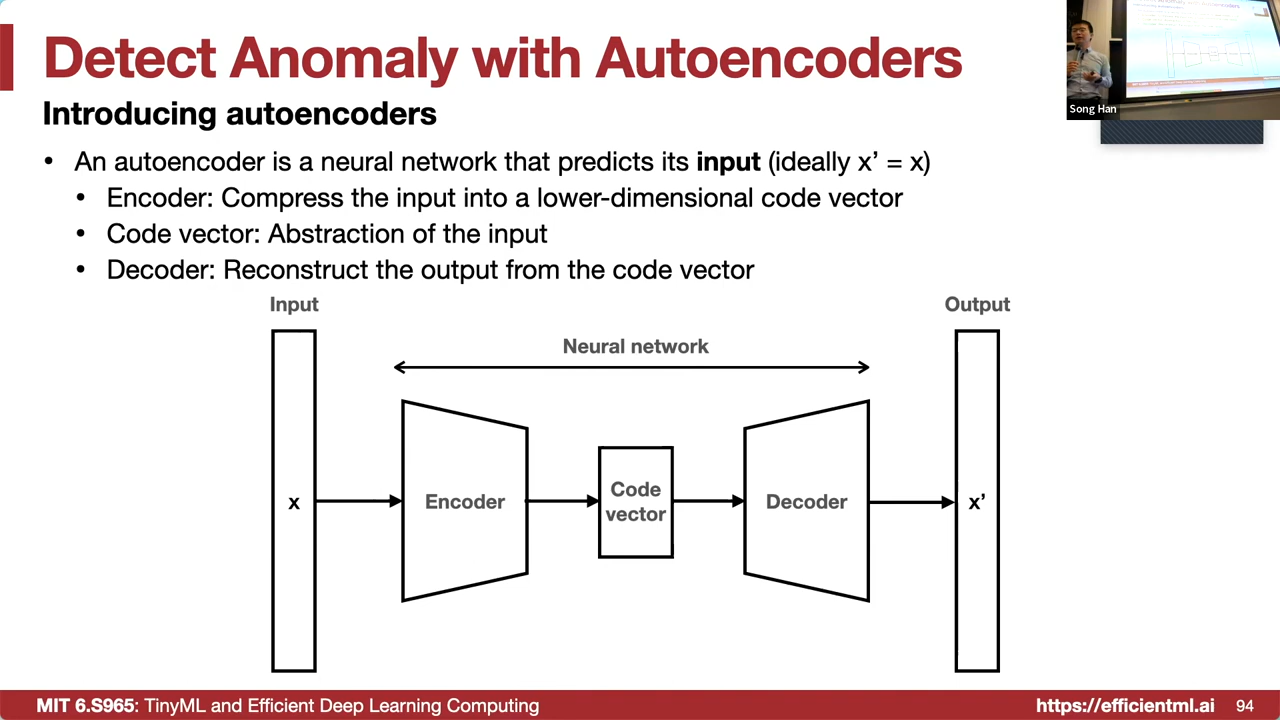 Detect Anomaly with Autoencoders
Song Han
Introducing autoencoders
• An autoencoder is a neural network that predicts its input (ideally x’ = x)
• Encoder: Compress the input into a lower-dimensional code vector
• Code vector: Abstraction of the input
• Decoder: Reconstruct the output from the code vector
Input
Output
Neural network
x
Encoder
Code
vector
Decoder
x’
MIT 6.S965: TinyML and Efficient Deep Learning Computing
https://efficientml.ai
94